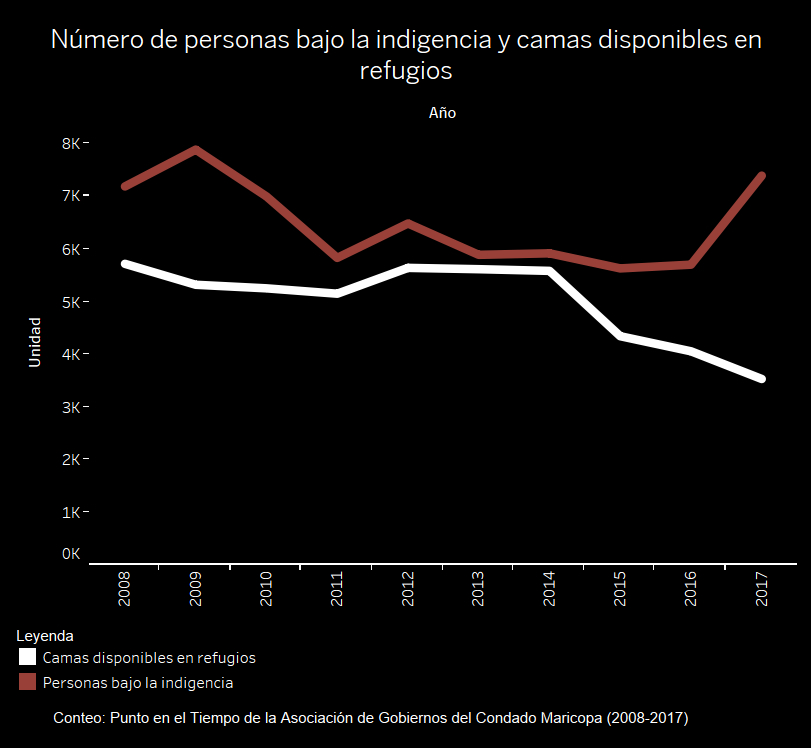 Número de personas bajo la indigencia y camas disponibles en
refugios
Año
8K
7K
6K
5K
4K
3K
2K
1K
0K
Unidad
2008
2009
2010
2011
2012
2013
2014
2015
2016
2017
Leyenda
Camas disponibles en refugios
Personas bajo la indigencia
Conteo: Punto en el Tiempo de la Asociación de Gobiernos del Condado Maricopa (2008-2017)